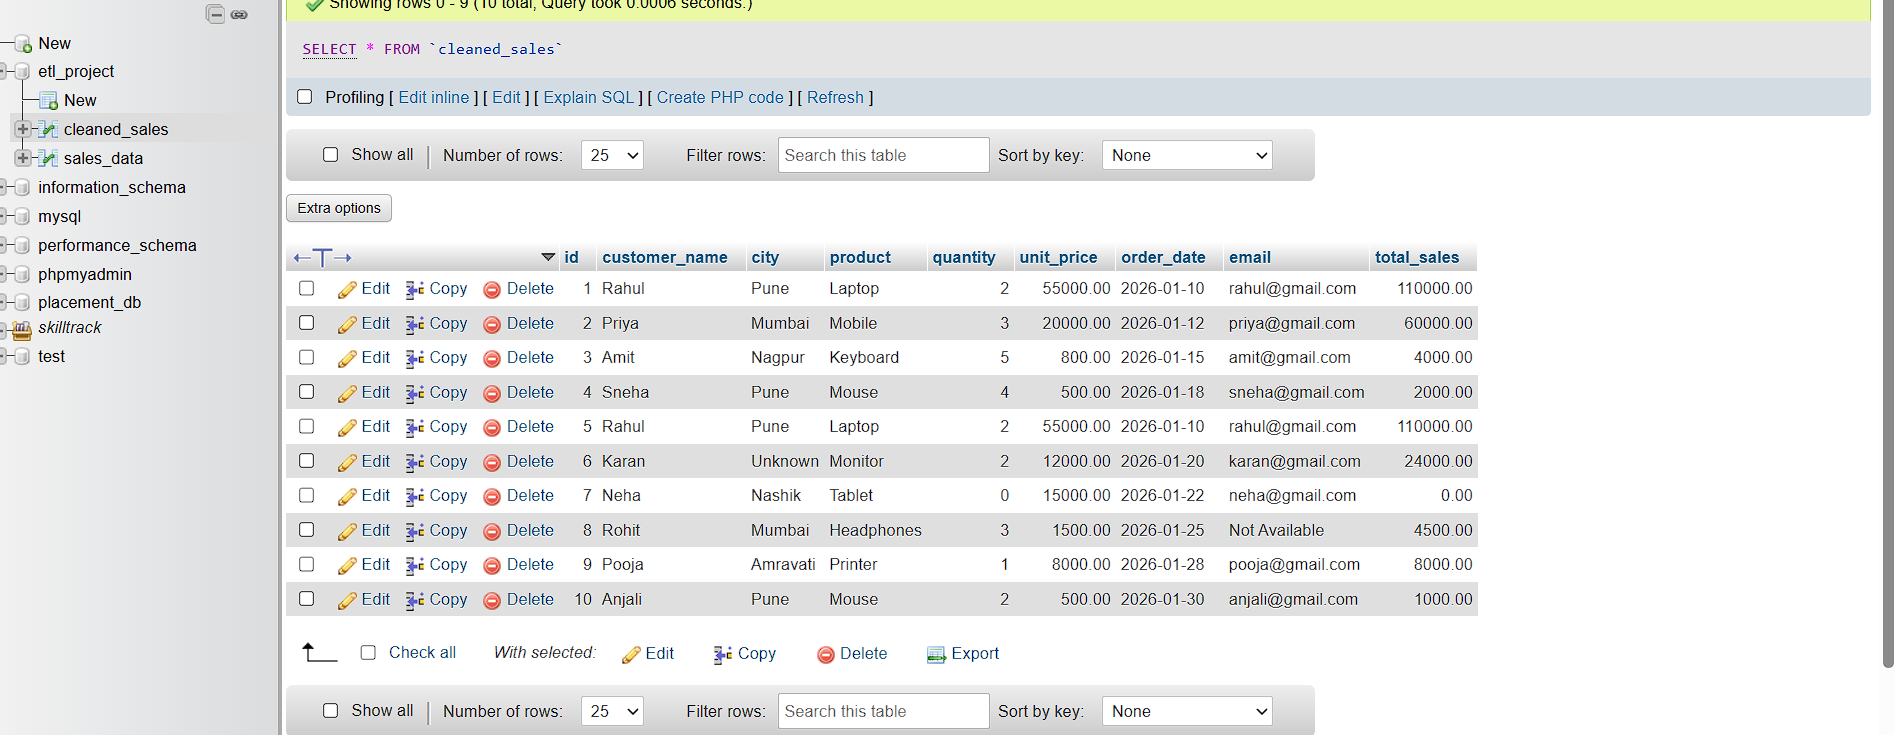 Showing rows 0 - 9 (10 total, Query took 0.0006 seconds.)
New
etl_project
New
cleaned_sales
sales_data
information_schema
mysql
performance_schema
phpmyadmin
placement_db
skilltrack
test
SELECT * FROM `cleaned_sales`
Profiling [ Edit inline ] [ Edit ] [ Explain SQL ] [ Create PHP code ] [ Refresh ]
Show all | Number of rows: 25 Filter rows: Search this table Sort by key: None
Extra options
id customer_name city product quantity unit_price order_date email total_sales
Edit Copy Delete 1 Rahul Pune Laptop 2 55000.00 2026-01-10 rahul@gmail.com 110000.00
Edit Copy Delete 2 Priya Mumbai Mobile 3 20000.00 2026-01-12 priya@gmail.com 60000.00
Edit Copy Delete 3 Amit Nagpur Keyboard 5 800.00 2026-01-15 amit@gmail.com 4000.00
Edit Copy Delete 4 Sneha Pune Mouse 4 500.00 2026-01-18 sneha@gmail.com 2000.00
Edit Copy Delete 5 Rahul Pune Laptop 2 55000.00 2026-01-10 rahul@gmail.com 110000.00
Edit Copy Delete 6 Karan Unknown Monitor 2 12000.00 2026-01-20 karan@gmail.com 24000.00
Edit Copy Delete 7 Neha Nashik Tablet 0 15000.00 2026-01-22 neha@gmail.com 0.00
Edit Copy Delete 8 Rohit Mumbai Headphones 3 1500.00 2026-01-25 Not Available 4500.00
Edit Copy Delete 9 Pooja Amravati Printer 1 8000.00 2026-01-28 pooja@gmail.com 8000.00
Edit Copy Delete 10 Anjali Pune Mouse 2 500.00 2026-01-30 anjali@gmail.com 1000.00
Check all With selected: Edit Copy Delete Export
Show all | Number of rows: 25 Filter rows: Search this table Sort by key: None